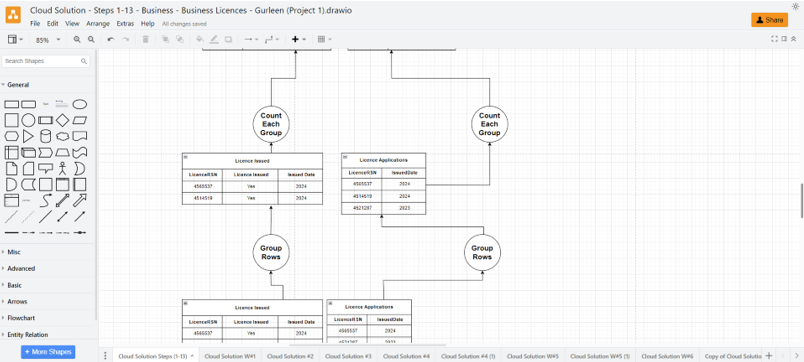 Cloud Solution - Steps 1-13 - Business - Business Licences - Gurleen (Project 1).drawio
File Edit View Arrange Extras Help All changes saved
Share
85%
Search Shapes
General
Misc
Advanced
Basic
Arrows
Flowchart
Entity Relation
+ More Shapes
Count
Each
Group
Count
Each
Group
Licence Issued
LicenceRSN Licence Issued Issued Date
4565537 Yes 2024
4514519 Yes 2024
Licence Applications
LicenceRSN IssuedDate
4565537 2024
4514519 2024
4521287 2023
Group
Rows
Group
Rows
Licence Issued
LicenceRSN Licence Issued Issued Date
4565537 Yes 2024
Licence Applications
LicenceRSN IssuedDate
4565537 2024
Cloud Solution Steps (1-13) Cloud Solution W#1 Cloud Solution #2 Cloud Solution #3 Cloud Solution #4 Cloud Solution #4 (1) Cloud Solution W#5 Cloud Solution W#5 (1) Cloud Solution W#6 Copy of Cloud Solutio